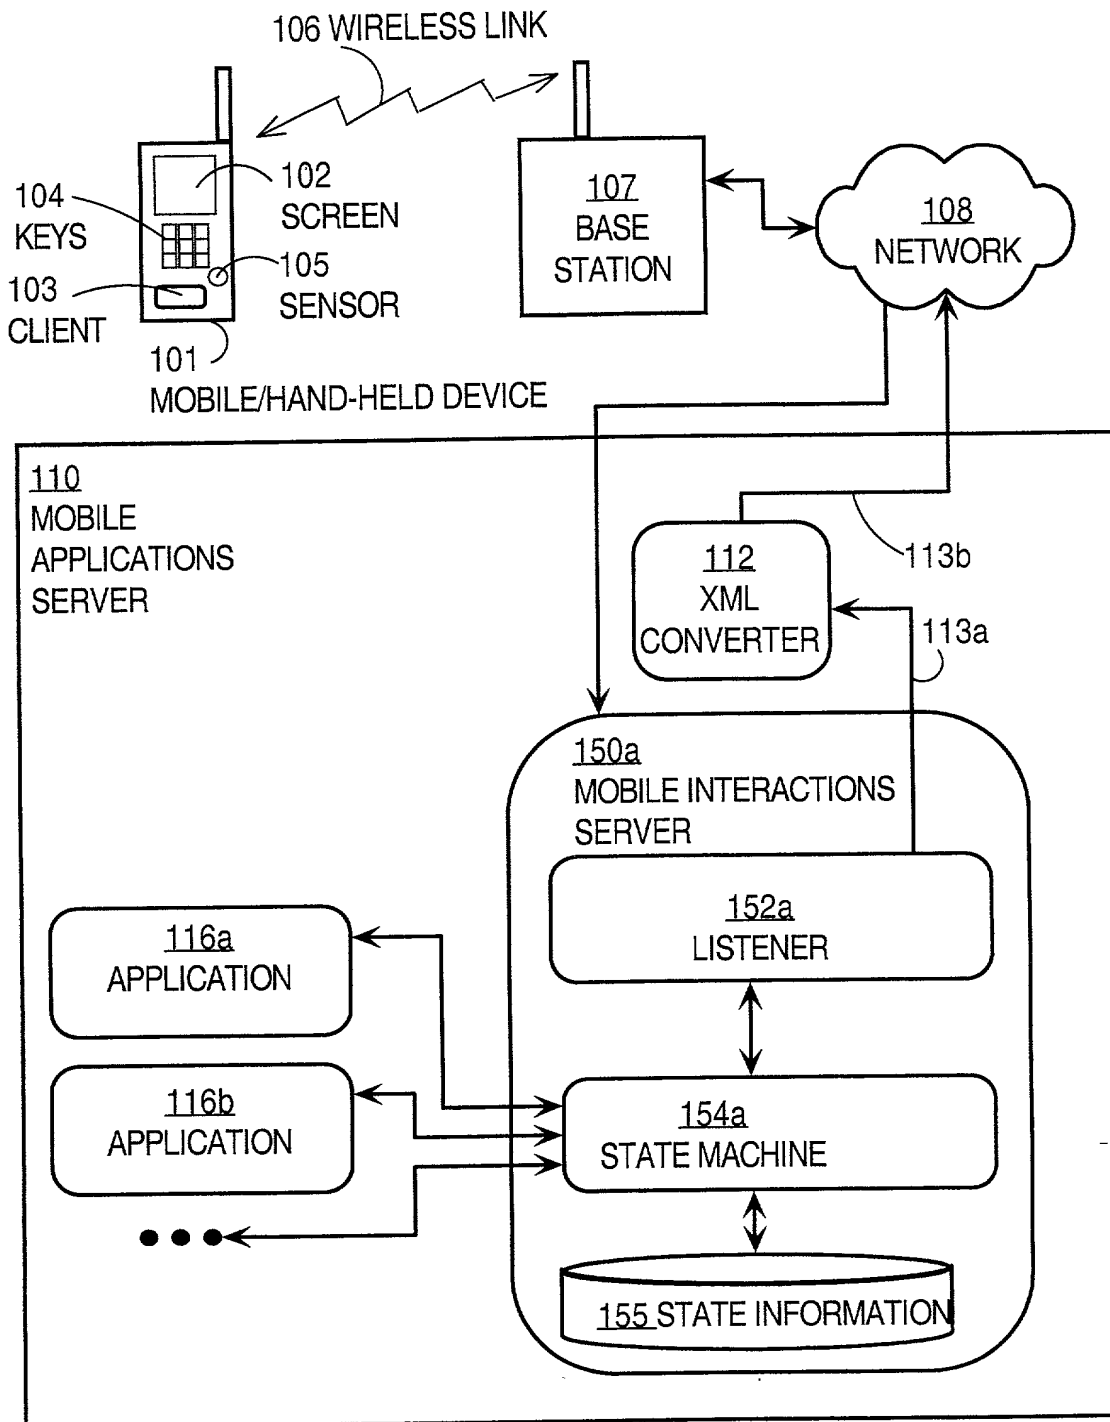 106 WIRELESS LINK
102
SCREEN
104
KEYS
105
SENSOR
103
CLIENT
101
MOBILE/HAND-HELD DEVICE
107
BASE
STATION
108
NETWORK
110
MOBILE
APPLICATIONS
SERVER
112
XML
CONVERTER
113b
113a
150a
MOBILE INTERACTIONS
SERVER
152a
LISTENER
116a
APPLICATION
116b
APPLICATION
154a
STATE MACHINE
155 STATE INFORMATION